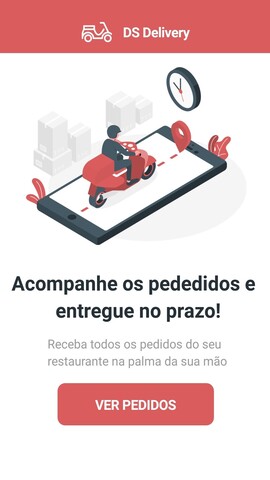 DS Delivery
Acompanhe os pededidos e
entregue no prazo!
Receba todos os pedidos do seu
restaurante na palma da sua mão
VER PEDIDOS